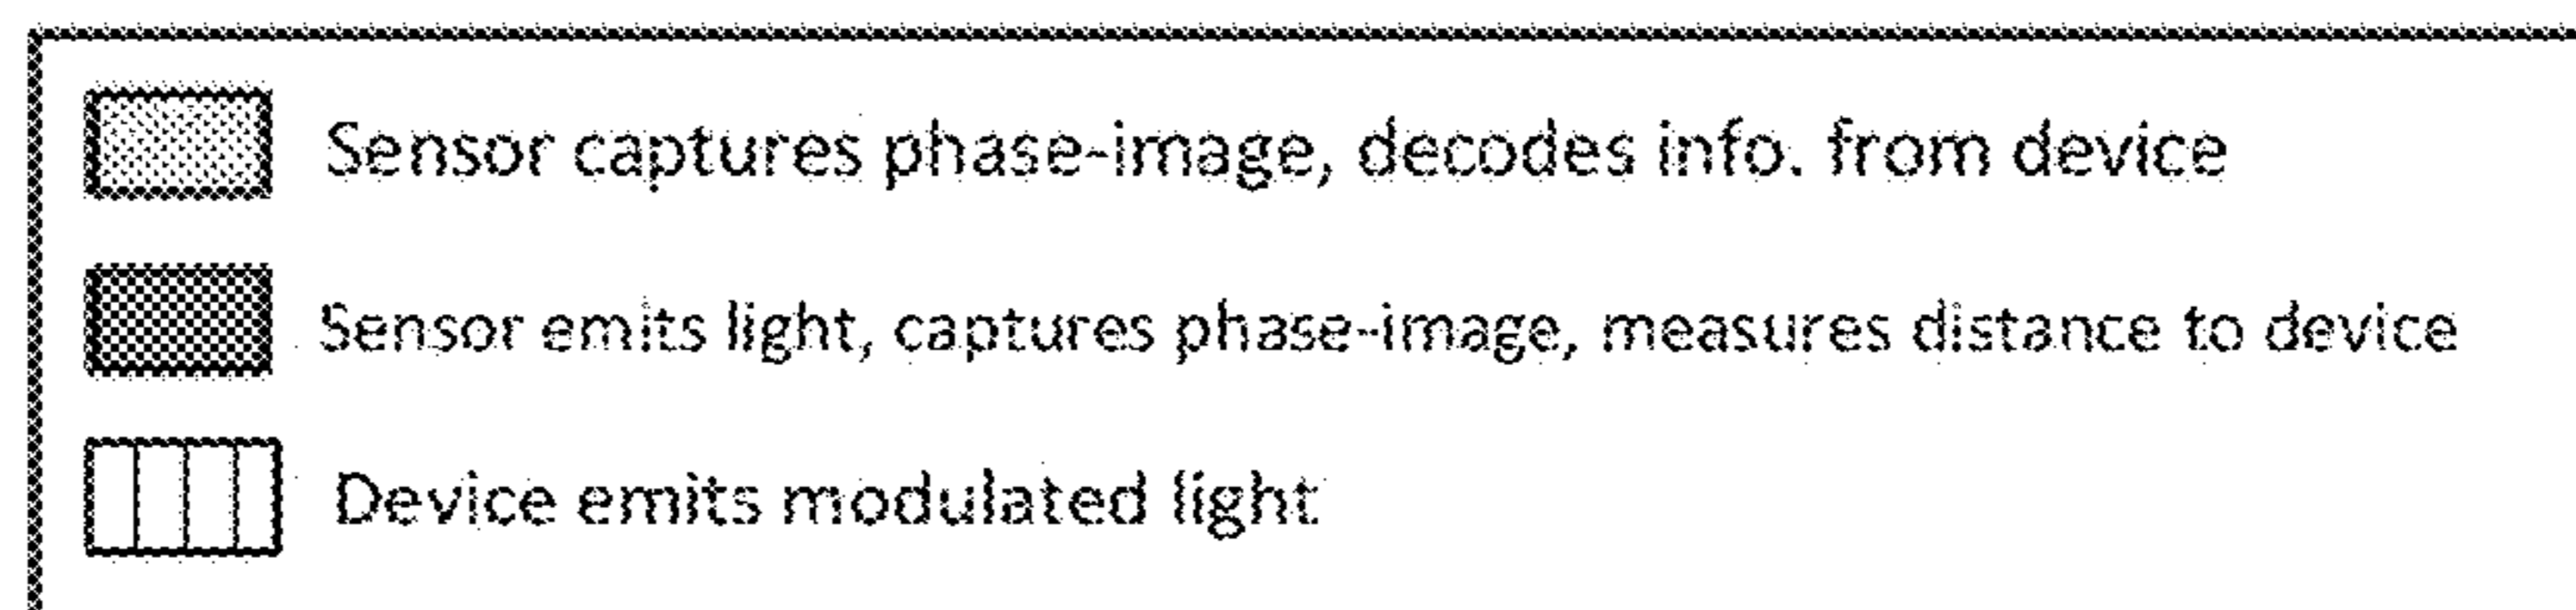 Sensor captures phase-image, decodes info. from device
Sensor emits light, captures phase-image, measures distance to device
Device emits modulated light